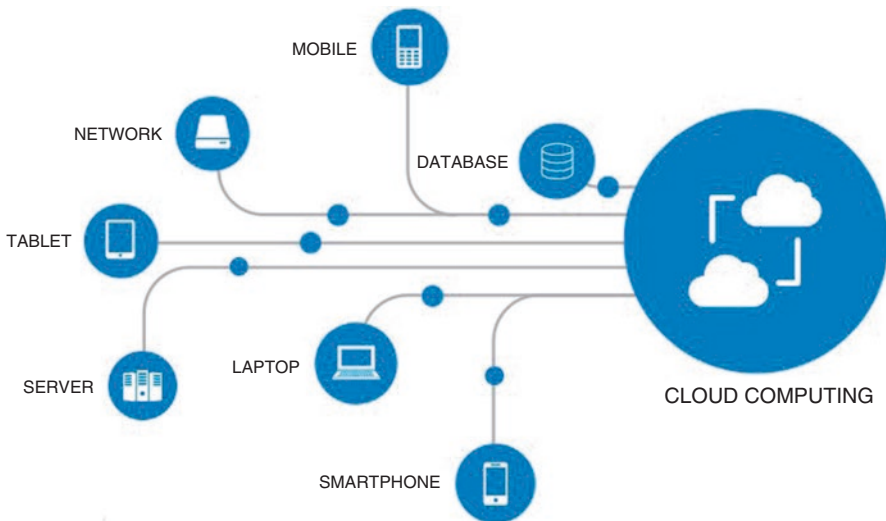 MOBILE
NETWORK
DATABASE
TABLET
LAPTOP
SERVER
CLOUD COMPUTING
SMARTPHONE